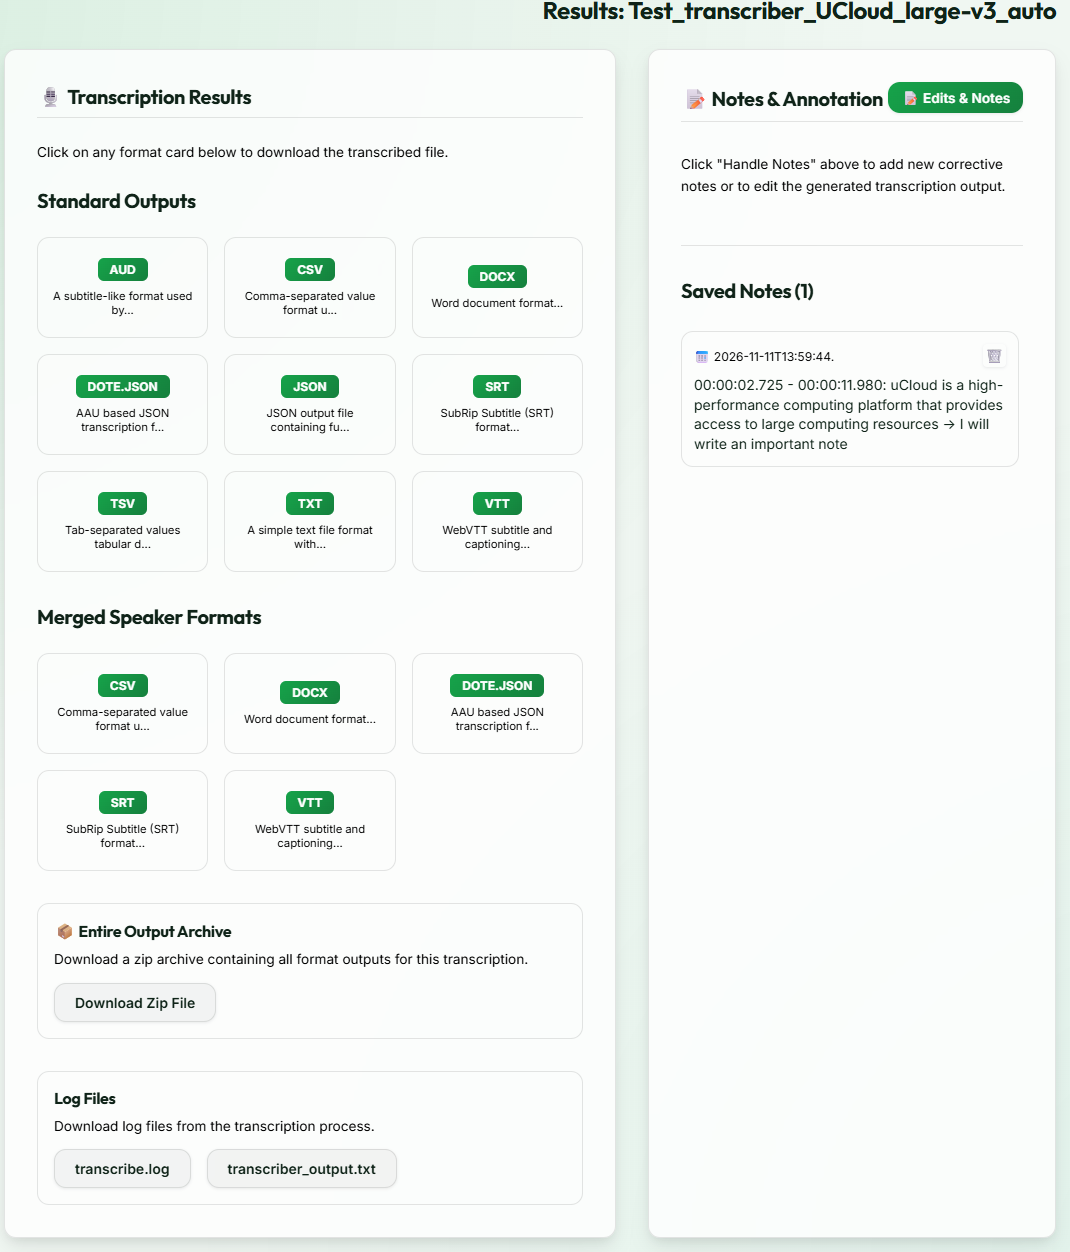 Results: Test_transcriber_UCloud_large-v3_auto
Transcription Results
Click on any format card below to download the transcribed file.
Standard Outputs
AUD
A subtitle-like format used
by...
CSV
Comma-separated value
format u...
DOCX
Word document format...
DOTE.JSON
AAU based JSON
transcription f...
JSON
JSON output file
containing fu...
SRT
SubRip Subtitle (SRT)
format...
TSV
Tab-separated values
tabular d...
TXT
A simple text file format
with...
VTT
WebVTT subtitle and
captioning...
Merged Speaker Formats
CSV
Comma-separated value
format u...
DOCX
Word document format...
DOTE.JSON
AAU based JSON
transcription f...
SRT
SubRip Subtitle (SRT)
format...
VTT
WebVTT subtitle and
captioning...
Entire Output Archive
Download a zip archive containing all format outputs for this transcription.
Download Zip File
Log Files
Download log files from the transcription process.
transcribe.log
transcriber_output.txt
Notes & Annotation
Edits & Notes
Click "Handle Notes" above to add new corrective
notes or to edit the generated transcription output.
Saved Notes (1)
2026-11-11T13:59:44.
00:00:02.725 - 00:00:11.980: uCloud is a high-
performance computing platform that provides
access to large computing resources → I will
write an important note